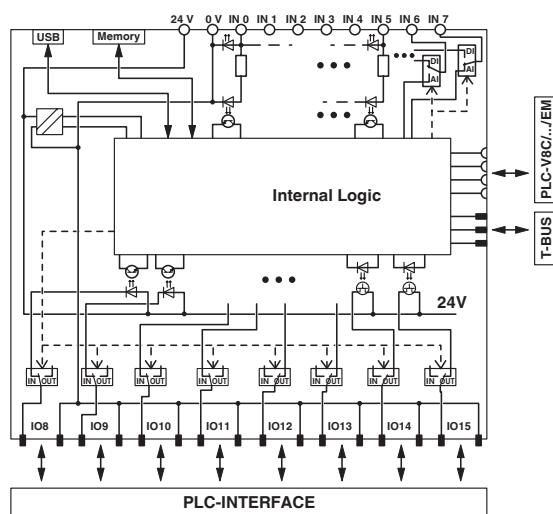 24 V 0 V IN 0 IN 1 IN 2 IN 3 IN 4 IN 5 IN 6 IN 7
USB Memory
DI
AI
DI
AI
Internal Logic
PLC-V8C/.../EM
T-BUS
24V
IN OUT IN OUT IN OUT IN OUT IN OUT IN OUT IN OUT IN OUT
IO8 IO9 IO10 IO11 IO12 IO13 IO14 IO15
PLC-INTERFACE